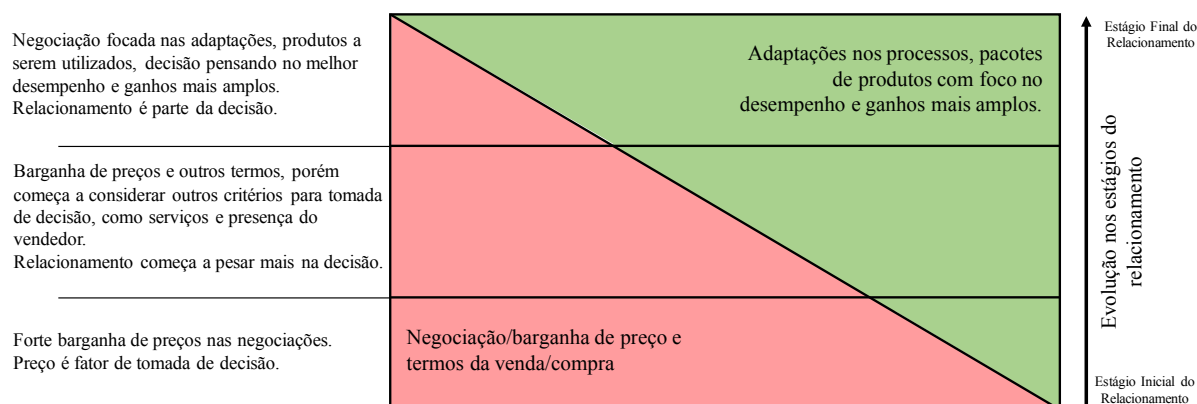 Negociação focada nas adaptações, produtos a
serem utilizados, decisão pensando no melhor
desempenho e ganhos mais amplos.
Relacionamento é parte da decisão.
Adaptações nos processos, pacotes
de produtos com foco no
desempenho e ganhos mais amplos.
Estágio Final do
Relacionamento
Barganha de preços e outros termos, porém
começa a considerar outros critérios para tomada
de decisão, como serviços e presença do
vendedor.
Relacionamento começa a pesar mais na decisão.
Evolução nos estágios do
relacionamento
Forte barganha de preços nas negociações.
Preço é fator de tomada de decisão.
Negociação/barganha de preço e
termos da venda/compra
Estágio Inicial do
Relacionamento